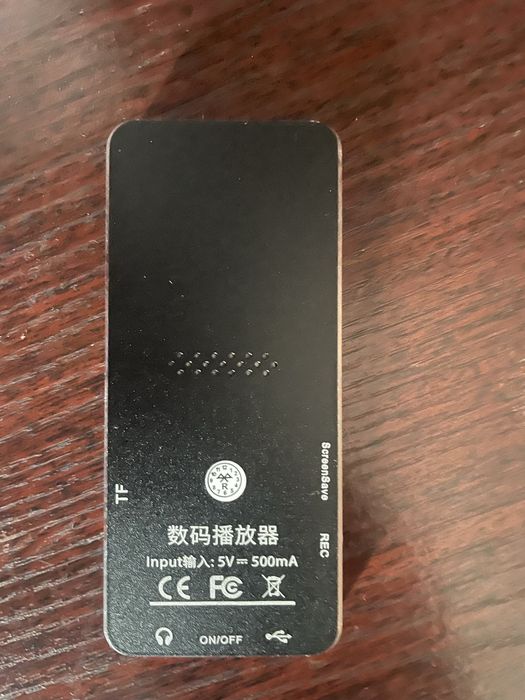 ScreenSave
TF
REC
数码播放器
Input输入: 5V⎓500mA
CE FC
ON/OFF